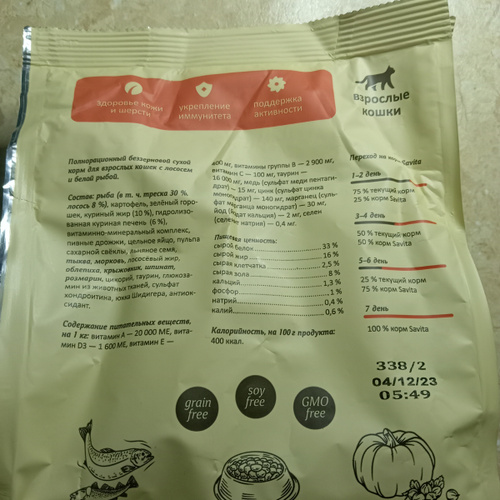 Здоровье кожи
и шерсти
укрепление
иммунитета
поддержка
активности
взрослые
кошки
Полнорационный беззерновой сухой
корм для взрослых кошек с лососем
и белой рыбой.
Состав: рыба (в т. ч. треска 30 %,
лосось 8 %), картофель, зелёный горо-
шек, куриный жир (10 %), гидролизо-
ванная куриная печень (6 %),
витаминно-минеральный комплекс,
пивные дрожжи, цельное яйцо, пульпа
сахарной свёклы, льняное семя,
тыква, морковь, лососевый жир,
облепиха, крыжовник, шпинат,
розмарин, цикорий, таурин, глюкоза-
мин из животных тканей, сульфат
хондроитина, юкка Шидигера, антиок-
сидант.
Содержание питательных веществ,
на 1 кг: витамин А — 20 000 МЕ, вита-
мин D3 — 1 600 МЕ, витамин Е —
600 мг, витамины группы В — 2 900 мг,
витамин С — 100 мг, таурин —
16 000 мг, медь (сульфат меди пентаги-
драт) — 15 мг, цинк (сульфат цинка
моногидрат) — 140 мг, марганец (суль-
фат марганца моногидрат) — 30 мг,
йод (йодат кальция) — 2 мг, селен
(селенит натрия) — 0,4 мг.
Пищевая ценность:
сырой белок 33 %
сырой жир 16 %
сырая клетчатка 2,5 %
сырая зола 8 %
кальций 1,3 %
фосфор 1 %
натрий 0,4 %
калий 0,6 %
Калорийность, на 100 г продукта:
400 ккал.
Переход на корм Savita
1–2 день
75 % текущий корм
25 % корм Savita
3–4 день
50 % текущий корм
50 % корм Savita
5–6 день
25 % текущий корм
75 % корм Savita
7 день
100 % корм Savita
338/2
04/12/23
05:49
grain
free
soy
free
GMO
free